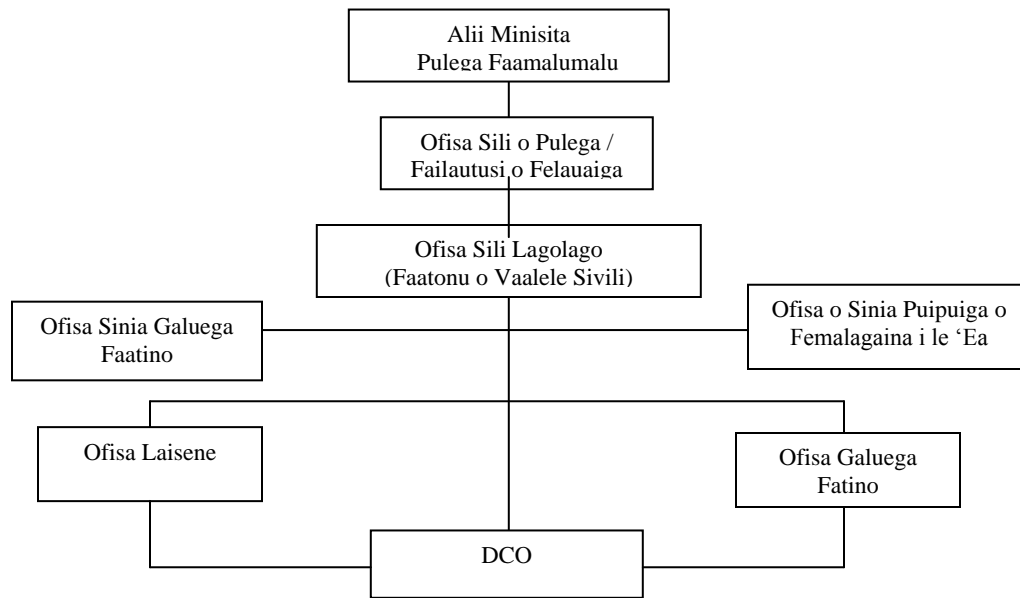 Alii Minisita
Pulega Faamalumalu
Ofisa Sili o Pulega /
Failautusi o Felauaiga
Ofisa Sili Lagolago
(Faatonu o Vaalele Sivili)
Ofisa Sinia Galuega
Faatino
Ofisa o Sinia Puipuiga o
Femalagaina i le ‘Ea
Ofisa Laisene
Ofisa Galuega
Fatino
DCO